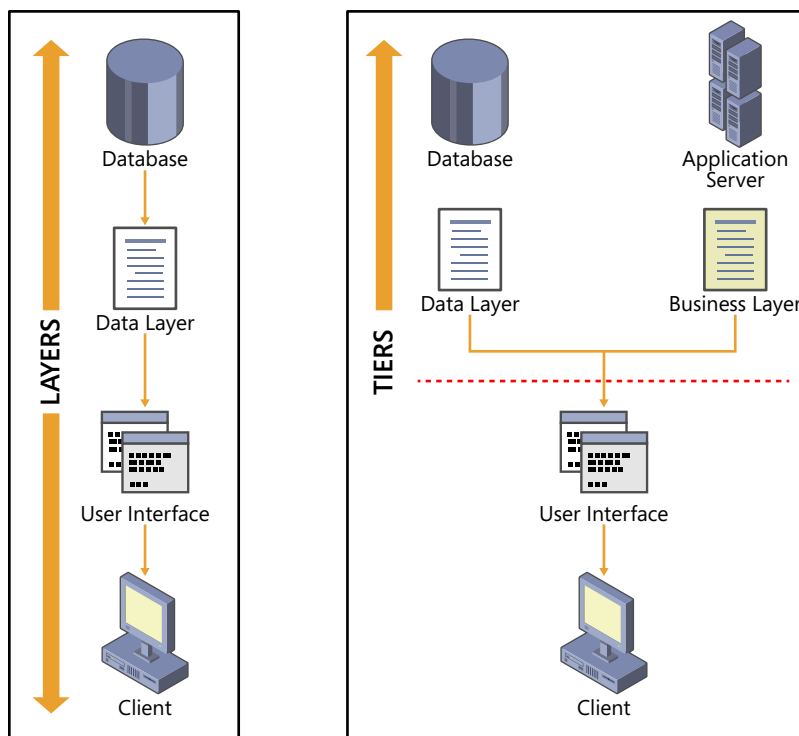 Database
Data Layer
LAYERS
User Interface
Client
Database
Application
Server
Data Layer
Business Layer
TIERS
User Interface
Client